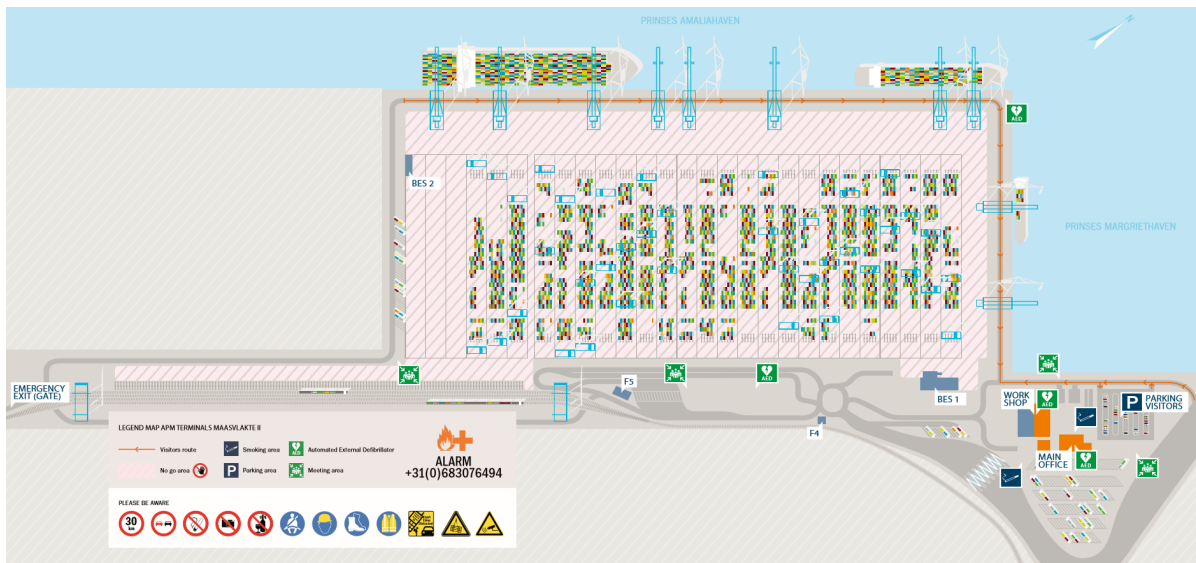 PRINSES AMALIAHAVEN
N
AED
BES 2
PRINSES MARGRIETHAVEN
EMERGENCY
EXIT (GATE)
F5
AED
BES 1
F4
WORK
SHOP
AED
P
PARKING
VISITORS
MAIN
OFFICE
AED
LEGEND MAP APM TERMINALS MAASVLAKTE II
Visitors route
Smoking area
AED
Automated External Defibrillator
No go area
P
Parking area
Meeting area
ALARM
+31(0)683076494
PLEASE BE AWARE
30
km